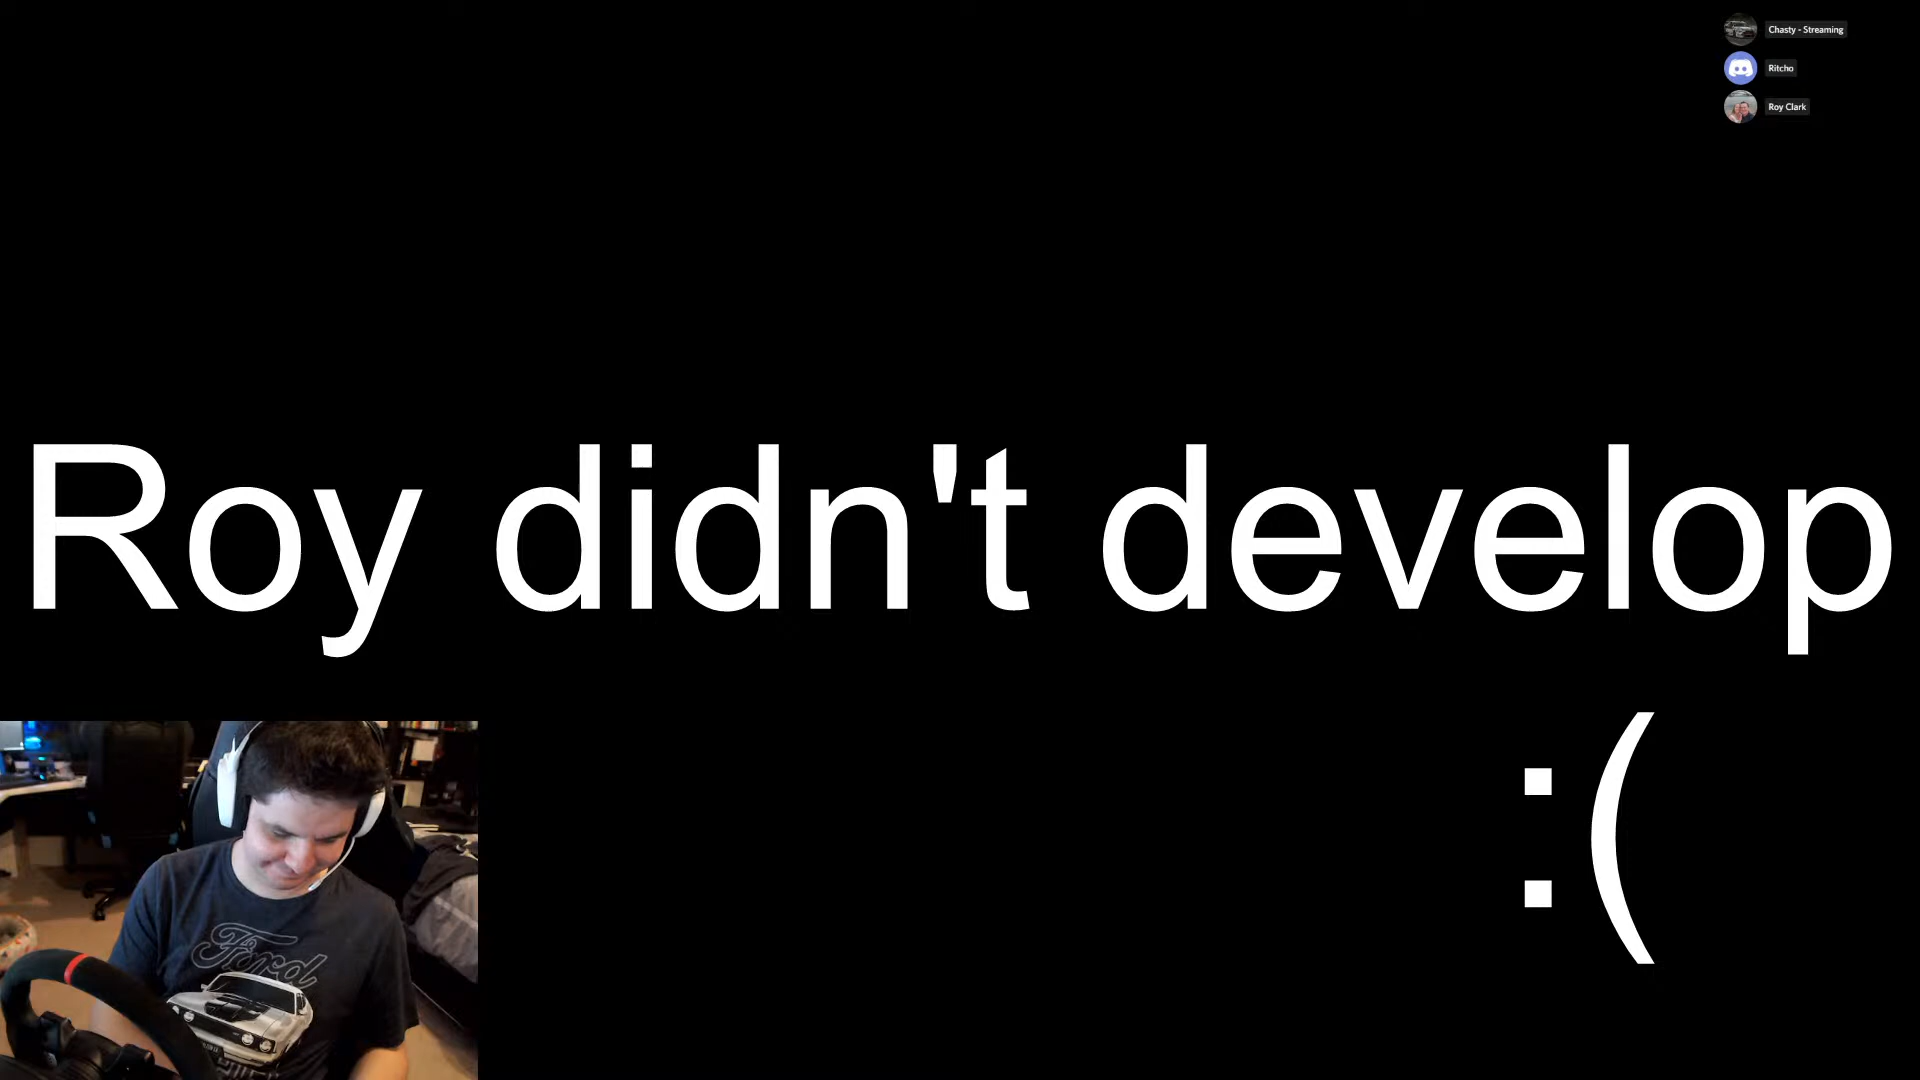 Chasty - Streaming
Ritcho
Roy Clark
Roy didn't develop
:(
Ford